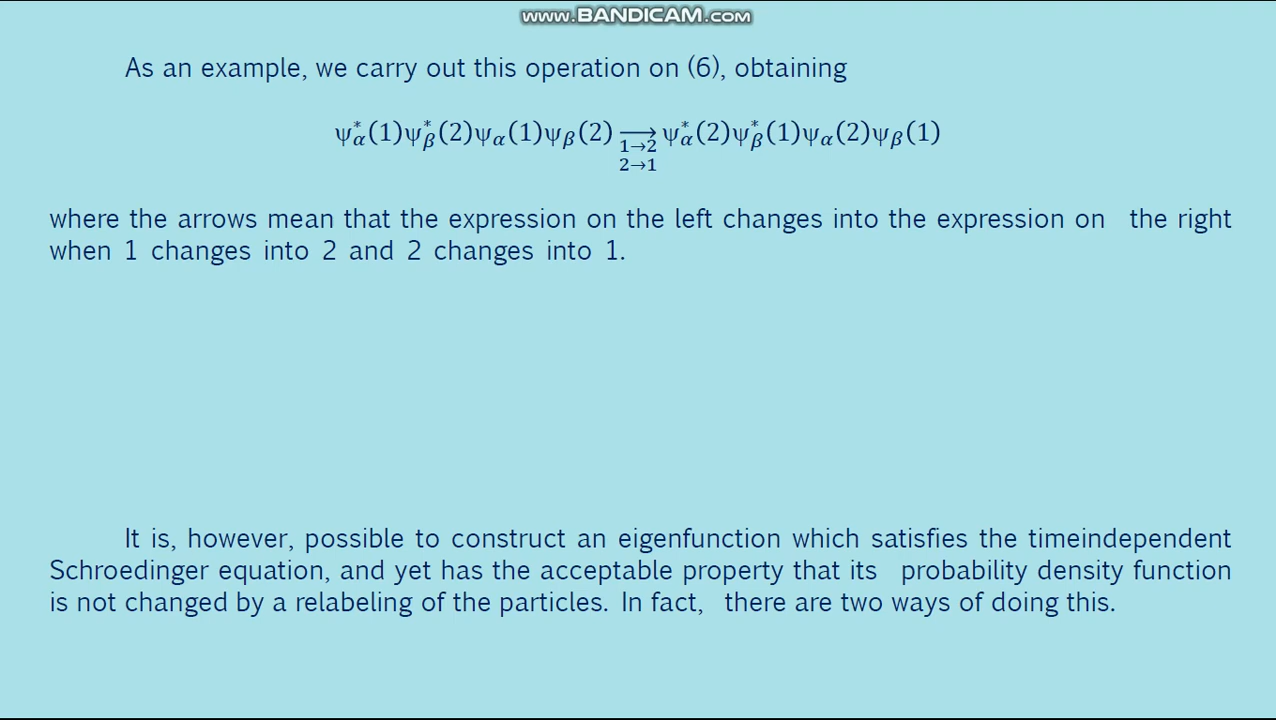 www.BANDICAM.com
As an example, we carry out this operation on (6), obtaining
ψ*α(1)ψ*β(2)ψα(1)ψβ(2) ⟶ ψ*α(2)ψ*β(1)ψα(2)ψβ(1)
1→2
2→1
where the arrows mean that the expression on the left changes into the expression on the right
when 1 changes into 2 and 2 changes into 1.
It is, however, possible to construct an eigenfunction which satisfies the timeindependent
Schroedinger equation, and yet has the acceptable property that its probability density function
is not changed by a relabeling of the particles. In fact, there are two ways of doing this.